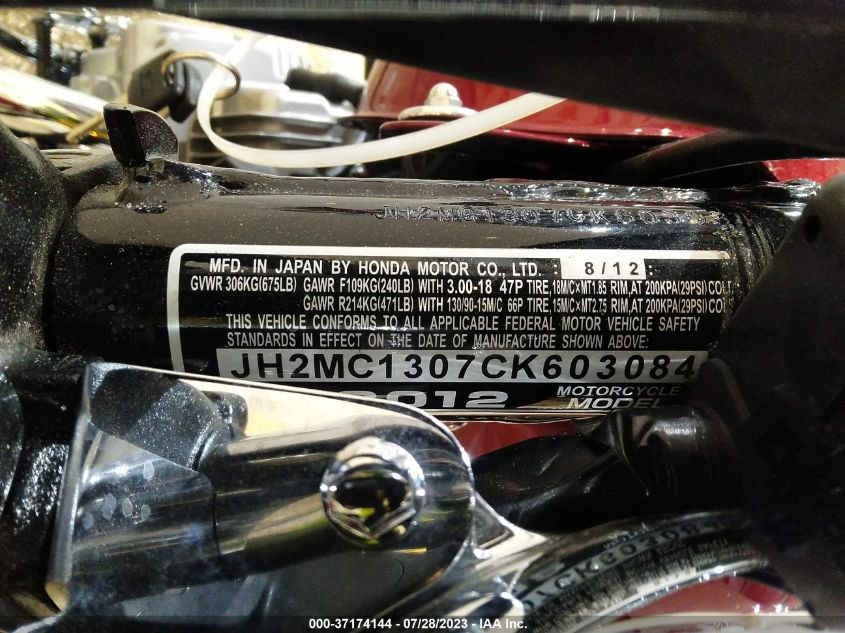 MFD. IN JAPAN BY HONDA MOTOR CO., LTD. : 8/12 :
GVWR 306KG(675LB) GAWR F109KG(240LB) WITH 3.00-18 47P TIRE,18M/C×MT1.85 RIM,AT 200KPA(29PSI)
GAWR R214KG(471LB) WITH 130/90-15M/C 66P TIRE,15M/C×MT2.75 RIM,AT 200KPA(29PSI)
THIS VEHICLE CONFORMS TO ALL APPLICABLE FEDERAL MOTOR VEHICLE SAFETY
STANDARDS IN EFFECT ON THE DATE OF MANUFACTURE SHOWN ABOVE:
JH2MC1307CK603084
2012 MOTORCYCLE
MODEL
000-37174144 / 07/28/2023 - IAA Inc.